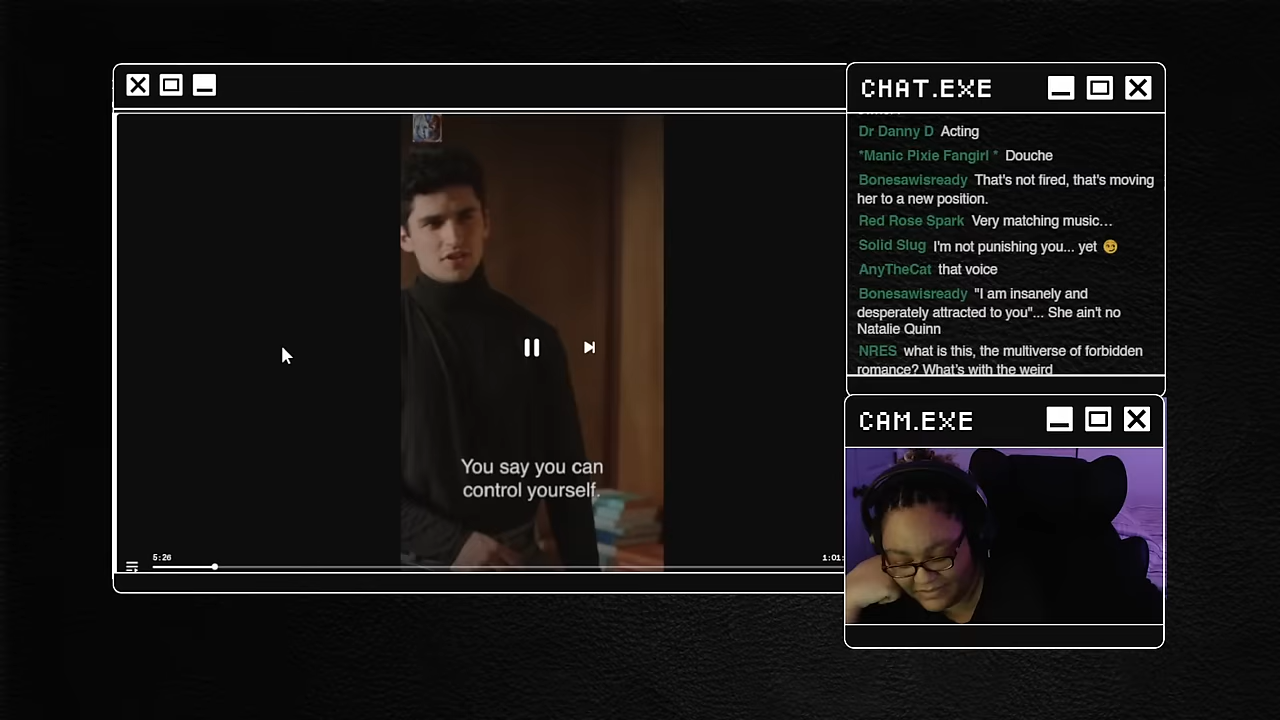 CHAT.EXE
Dr Danny D Acting
*Manic Pixie Fangirl * Douche
Bonesawisready That's not fired, that's moving
her to a new position.
Red Rose Spark Very matching music...
Solid Slug I'm not punishing you... yet 😏
AnyTheCat that voice
Bonesawisready "I am insanely and
desperately attracted to you"... She ain't no
Natalie Quinn
NRES what is this, the multiverse of forbidden
romance? What's with the weird
You say you can
control yourself.
5:26
1:01:
CAM.EXE